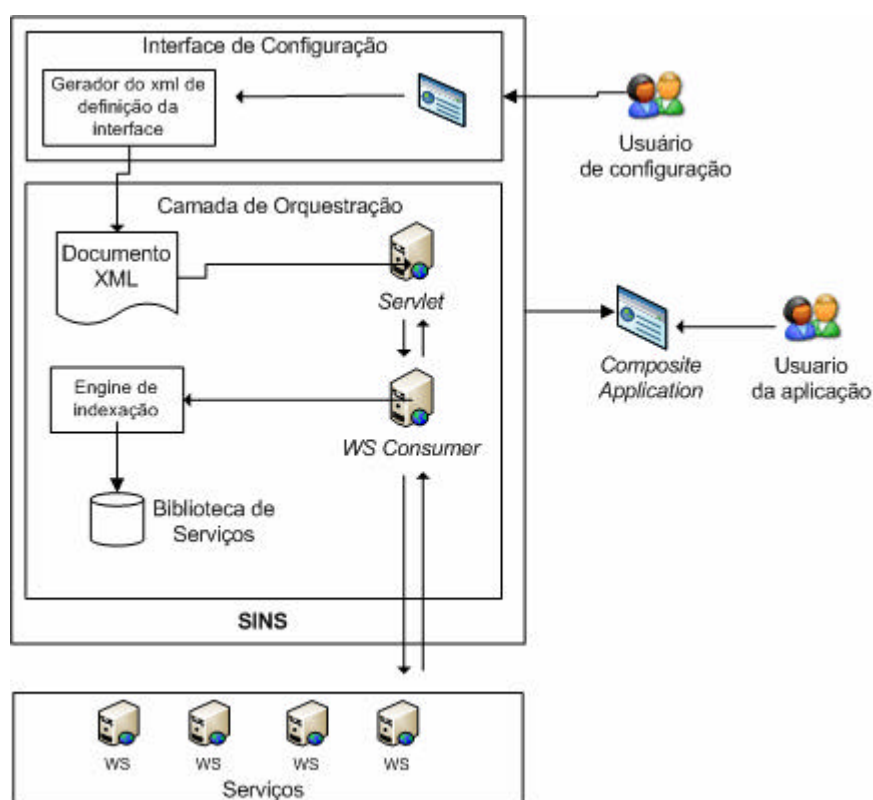 Interface de Configuração
Gerador do xml de
definição da
interface
Usuário
de configuração
Camada de Orquestração
Documento
XML
Servlet
Engine de
indexação
WS Consumer
Composite
Application
Usuario
da aplicação
Biblioteca de
Serviços
SINS
WS
WS
WS
WS
Serviços